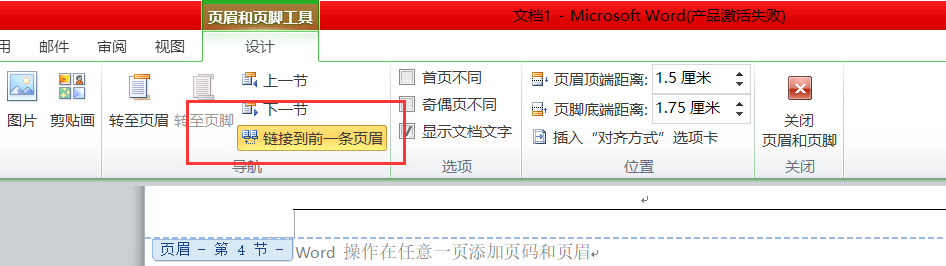 页眉和页脚工具
文档1 - Microsoft Word(产品激活失败)
用 邮件 审阅 视图 设计
图片
剪贴画
转至页眉
转至页脚
上一节
下一节
链接到前一条页眉
导航
首页不同
奇偶页不同
显示文档文字
选项
页眉顶端距离: 1.5 厘米
页脚底端距离: 1.75 厘米
插入“对齐方式”选项卡
位置
关闭
页眉和页脚
关闭
页眉 - 第 4 节 -
Word 操作在任意一页添加页码和页眉